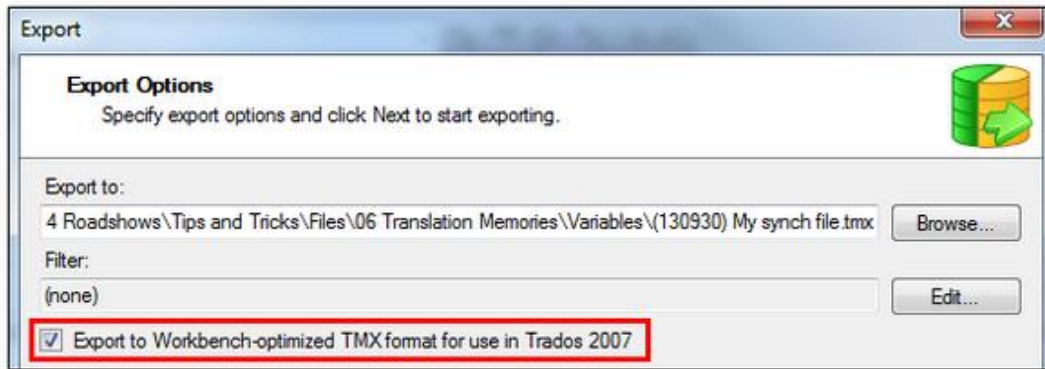 Export
Export Options
Specify export options and click Next to start exporting.
Export to:
4 Roadshows\Tips and Tricks\Files\06 Translation Memories\Variables\(130930) My synch file.tmx
Browse...
Filter:
(none)
Edit...
Export to Workbench-optimized TMX format for use in Trados 2007